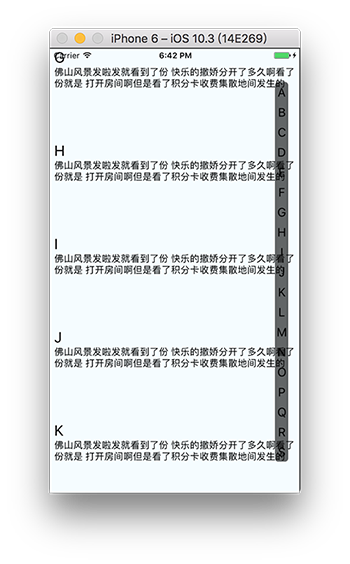 iPhone 6 – iOS 10.3 (14E269)
Carrier 6:42 PM
G
佛山风景发啦发就看到了份 快乐的撒娇分开了多久啊看了
份就是 打开房间啊但是看了积分卡收费集散地间发生的
H
佛山风景发啦发就看到了份 快乐的撒娇分开了多久啊看了
份就是 打开房间啊但是看了积分卡收费集散地间发生的
I
佛山风景发啦发就看到了份 快乐的撒娇分开了多久啊看了
份就是 打开房间啊但是看了积分卡收费集散地间发生的
J
佛山风景发啦发就看到了份 快乐的撒娇分开了多久啊看了
份就是 打开房间啊但是看了积分卡收费集散地间发生的
K
佛山风景发啦发就看到了份 快乐的撒娇分开了多久啊看了
份就是 打开房间啊但是看了积分卡收费集散地间发生的
A
B
C
D
E
F
G
H
I
J
K
L
M
N
O
P
Q
R
S